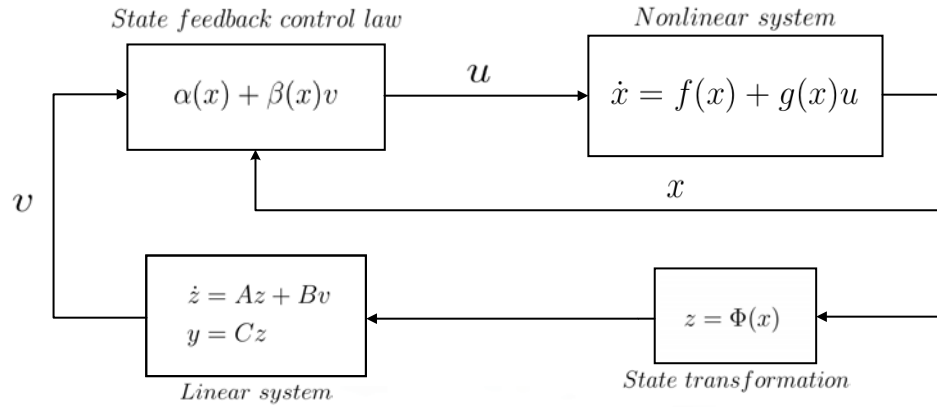 State feedback control law
Nonlinear system
α(x) + β(x)v
u
ẋ = f(x) + g(x)u
x
v
ż = Az + Bv
y = Cz
z = Φ(x)
Linear system
State transformation